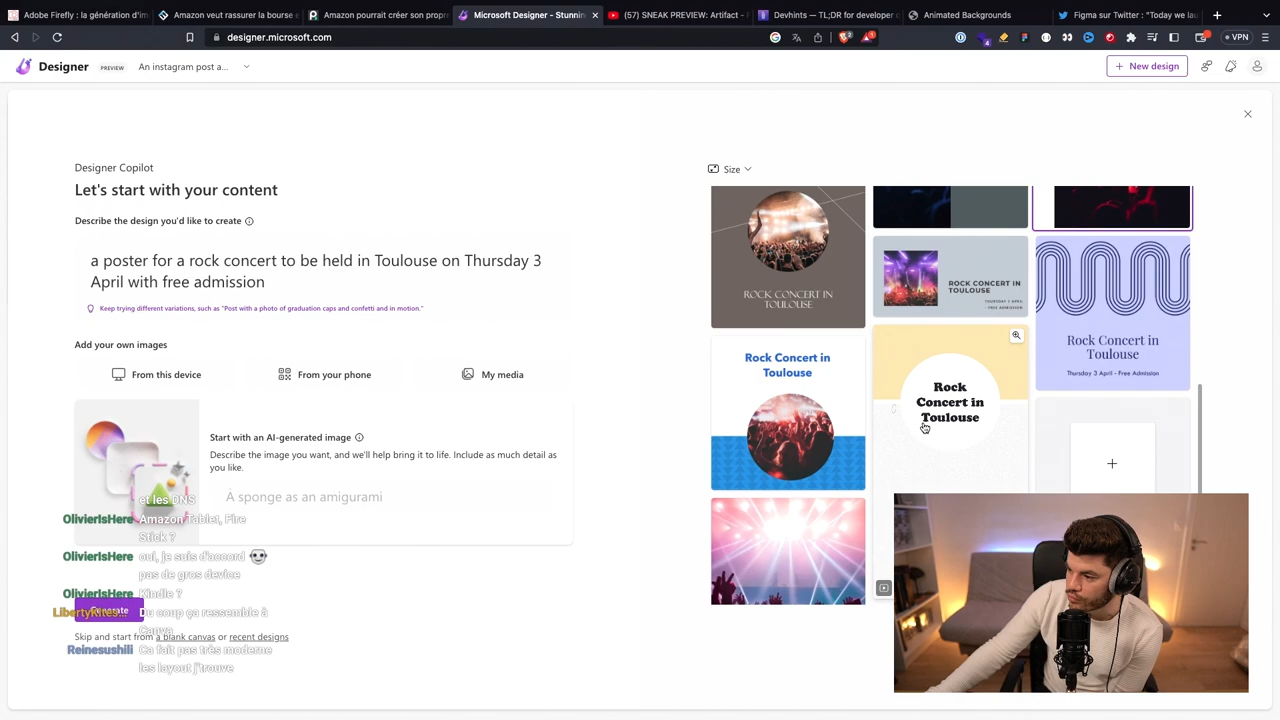 Adobe Firefly : la génération d'im
Amazon veut rassurer la bourse e
Amazon pourrait créer son propr
Microsoft Designer - Stunnin
(57) SNEAK PREVIEW: Artifact - F
Devhints — TL;DR for developer d
Animated Backgrounds
Figma sur Twitter : "Today we lau
designer.microsoft.com
VPN
Designer
PREVIEW
An instagram post a...
New design
Designer Copilot
Let's start with your content
Describe the design you'd like to create
a poster for a rock concert to be held in Toulouse on Thursday 3
April with free admission
Keep trying different variations, such as "Post with a photo of graduation caps and confetti and in motion."
Add your own images
From this device
From your phone
My media
Start with an AI-generated image
Describe the image you want, and we'll help bring it to life. Include as much detail as
you like.
A sponge as an amigurami
et les DNS
OlivierIsHere Amazon Tablet, Fire
Stick ?
OlivierIsHere oui, je suis d'accord
pas de gros device
OlivierIsHere Kindle ?
Du coup ça ressemble à
Canva
Skip and start from a blank canvas or recent designs
Reinesushili Ca fait pas très moderne
les layout j'trouve
Size
ROCK CONCERT IN
TOULOUSE
ROCK CONCERT IN
TOULOUSE
THURSDAY 3 APRIL
- FREE ADMISSION
Rock Concert in
Toulouse
Thursday 3 April - Free Admission
Rock Concert in
Toulouse
Rock
Concert in
Toulouse